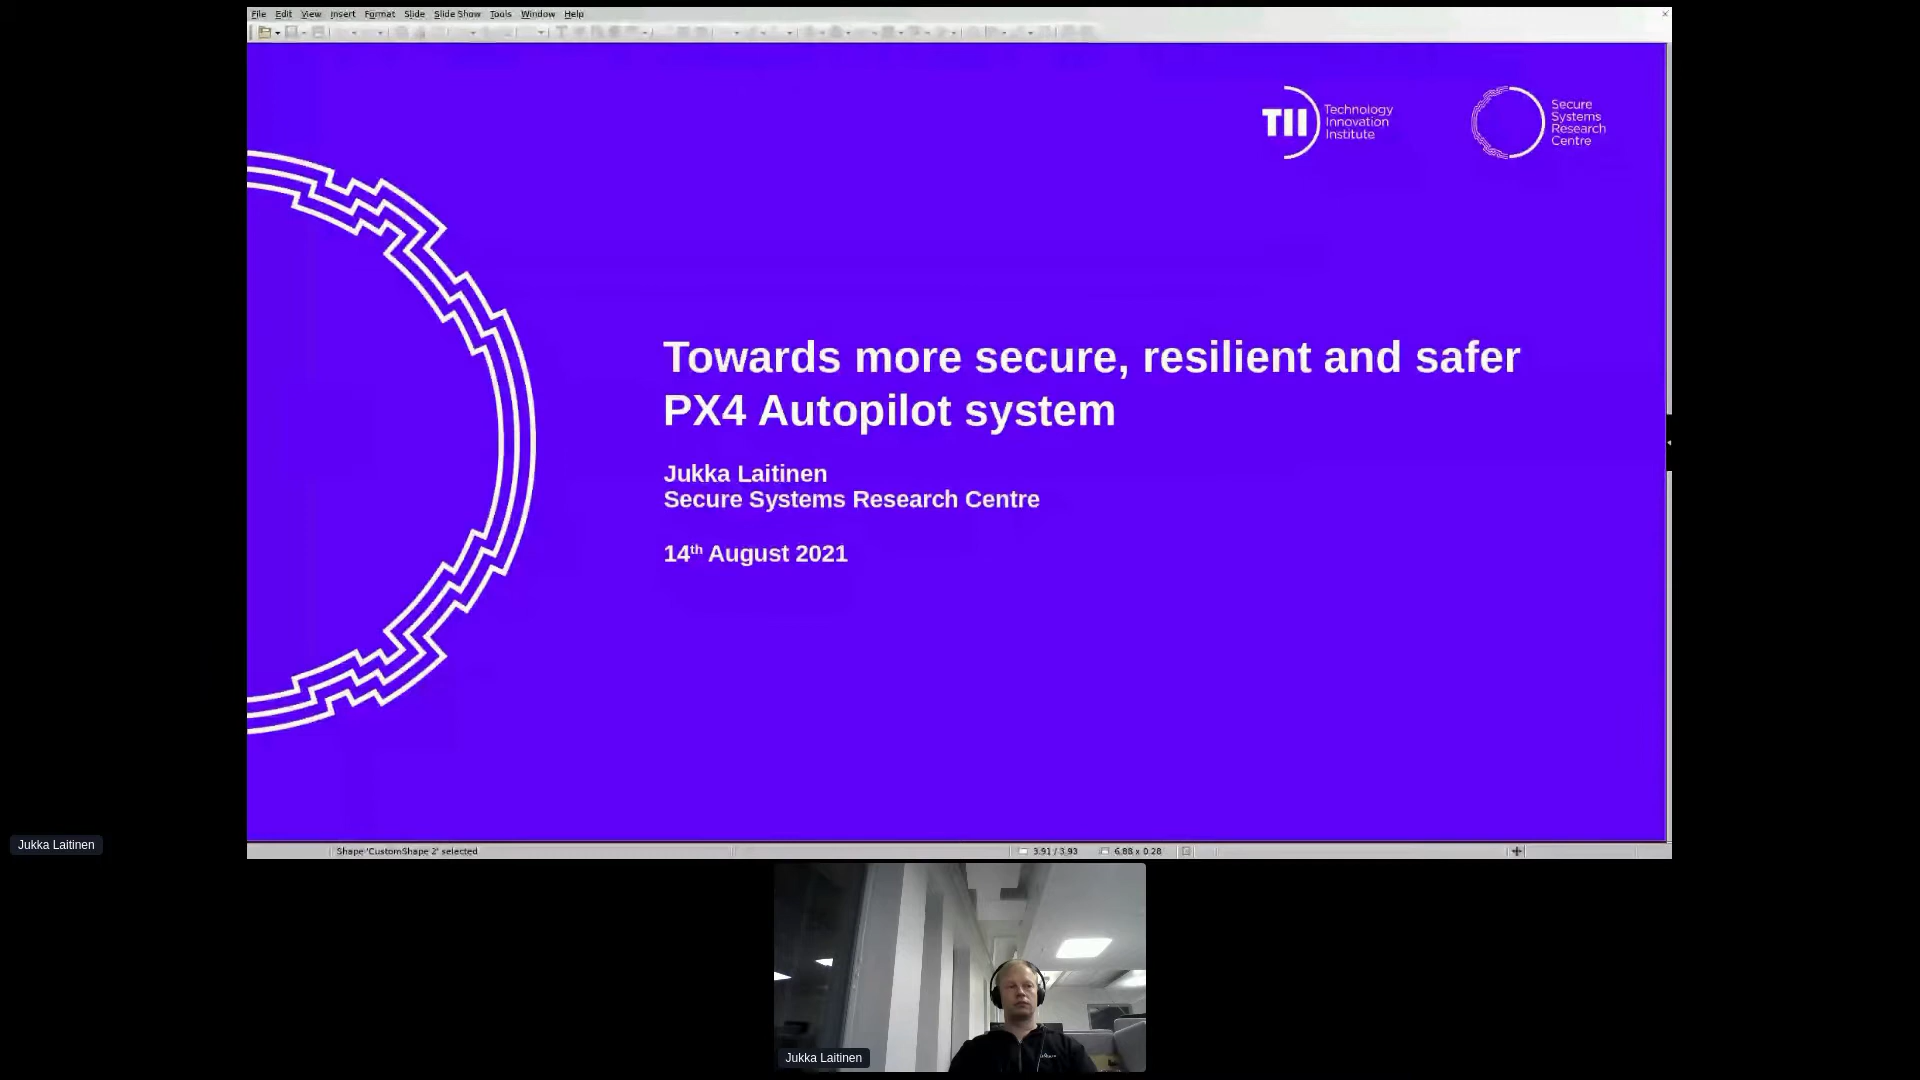 File Edit View Insert Format Slide Slide Show Tools Window Help
TII Technology
Innovation
Institute
Secure
Systems
Research
Centre
Towards more secure, resilient and safer
PX4 Autopilot system
Jukka Laitinen
Secure Systems Research Centre
14th August 2021
Jukka Laitinen
Shape 'CustomShape 2' selected
3.91 / 3.93
6.88 x 0.28
Jukka Laitinen